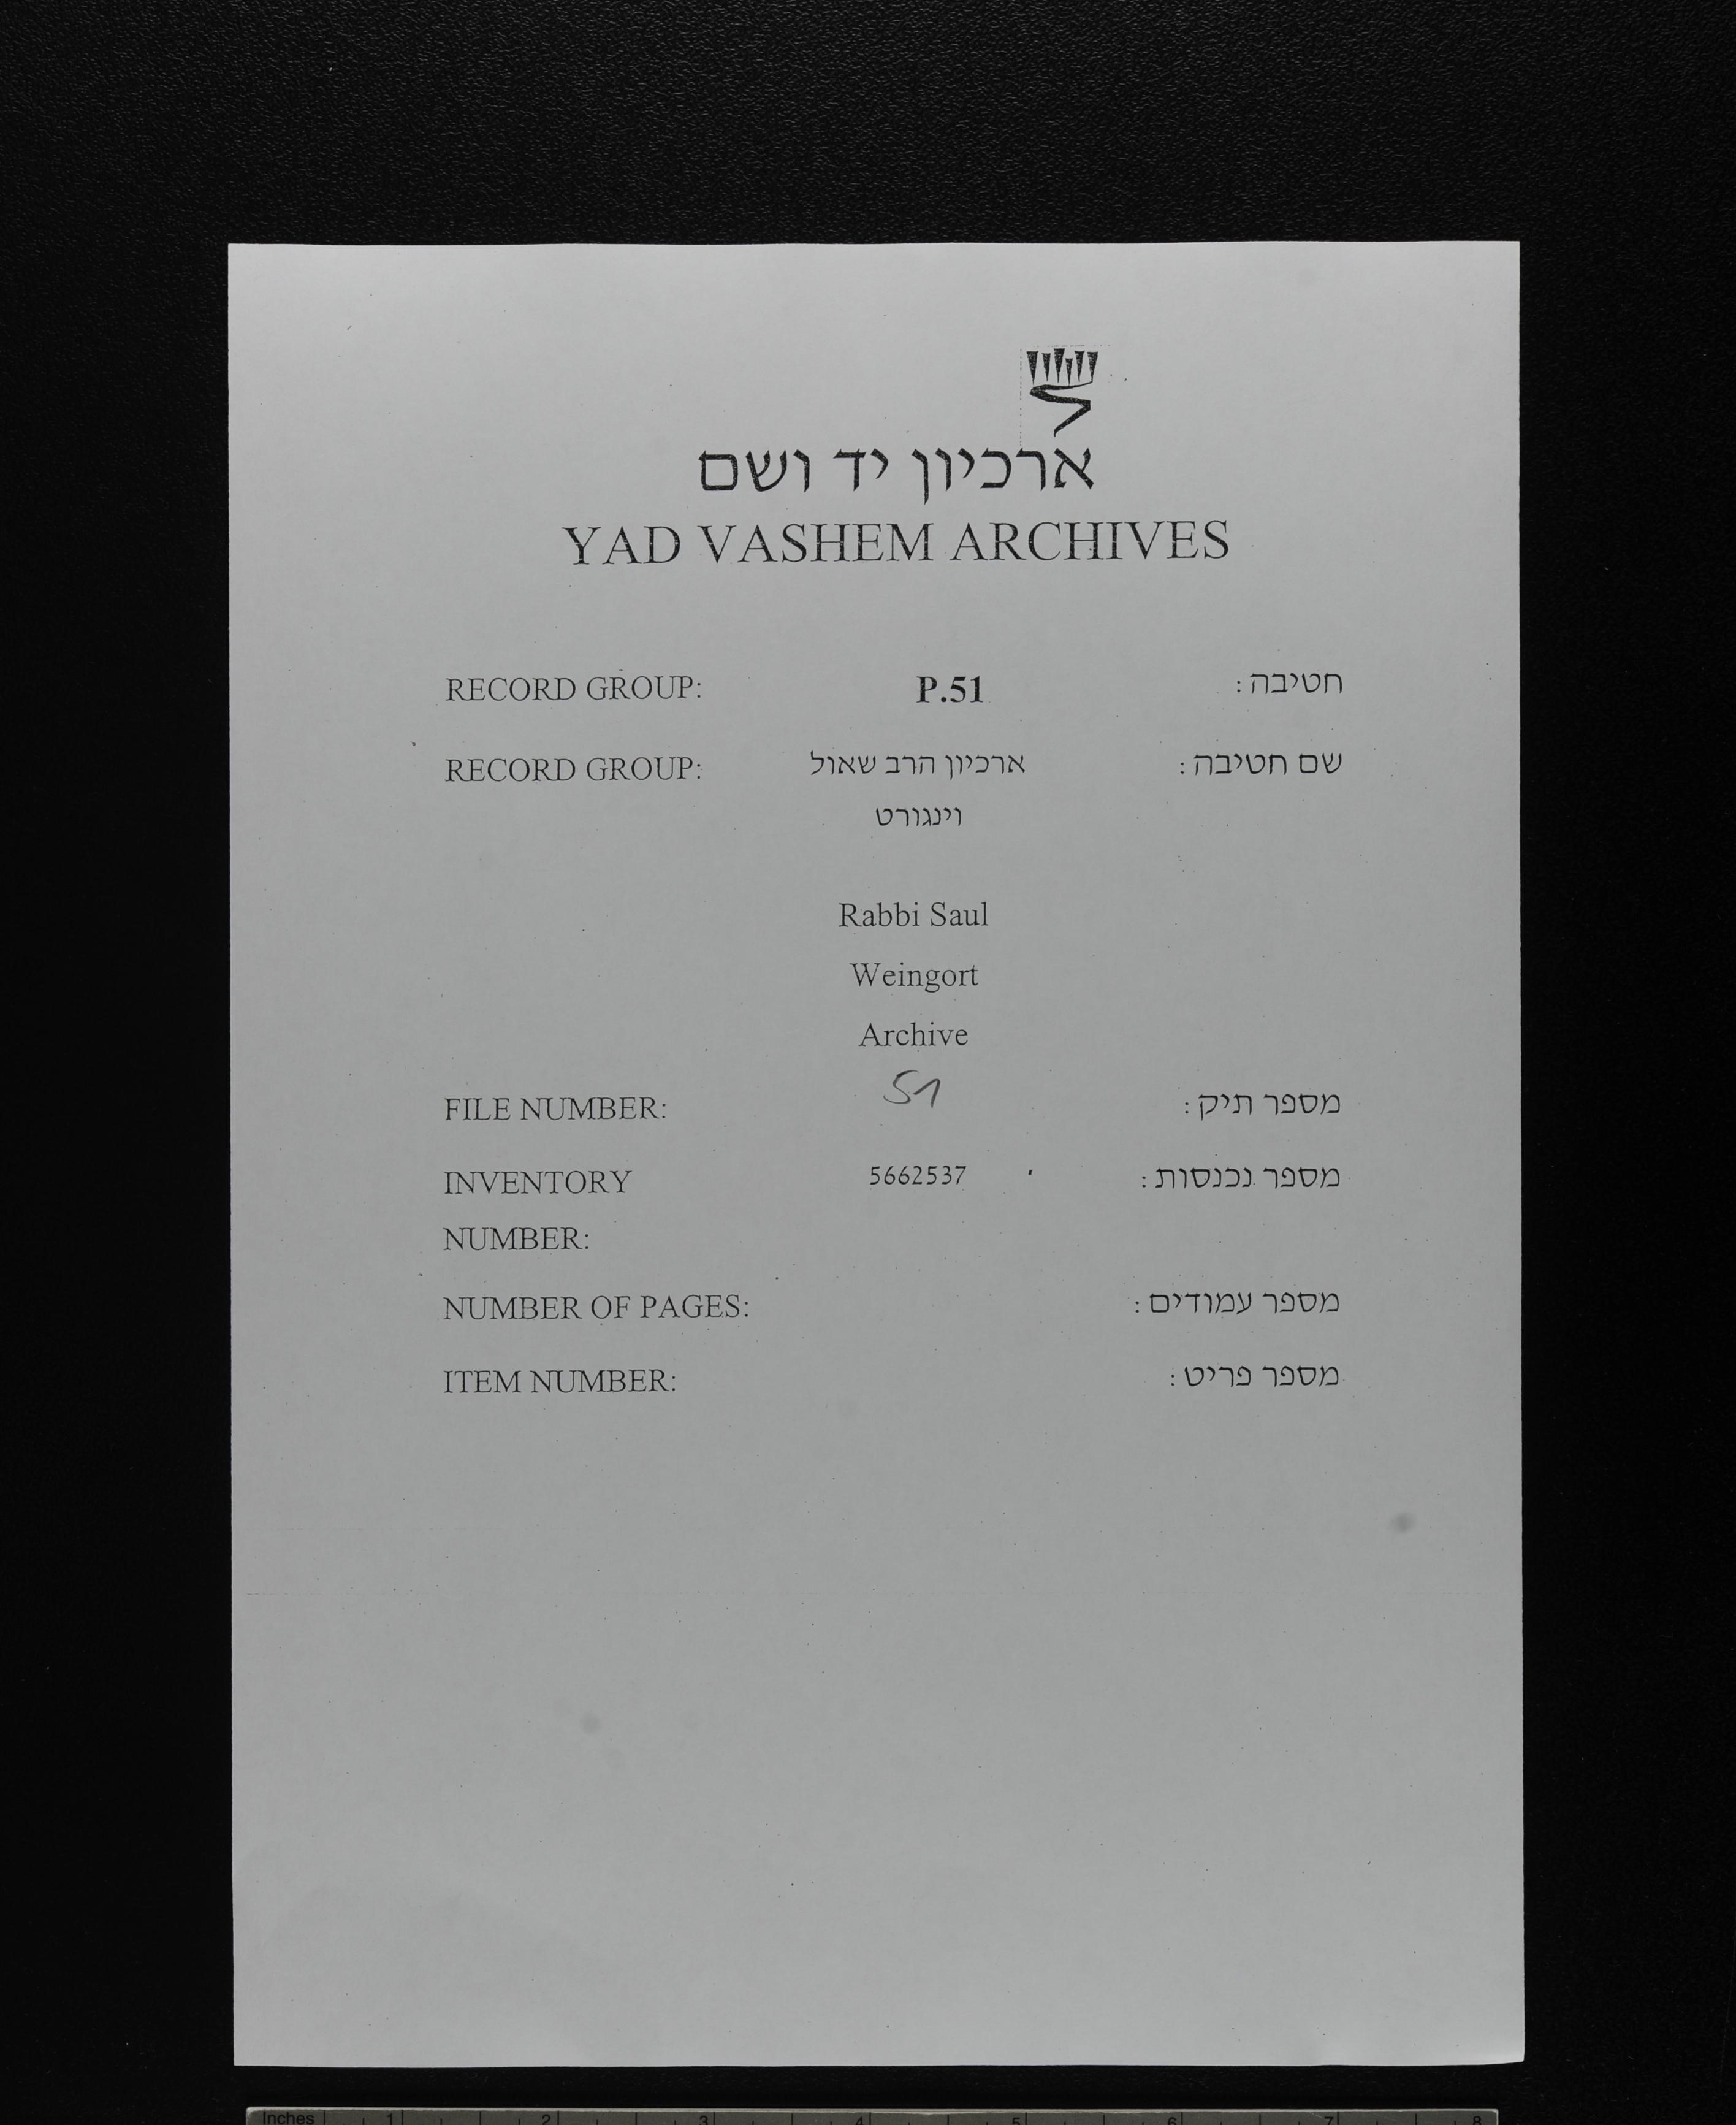 ארכיון יד ושם
YAD VASHEM ARCHIVES
RECORD GROUP: P.51 חטיבה:
RECORD GROUP: ארכיון הרב שאול שם חטיבה:
וינגורט
Rabbi Saul
Weingort
Archive
FILE NUMBER: 51 מספר תיק:
INVENTORY 5662537 מספר נכנסות:
NUMBER:
NUMBER OF PAGES: מספר עמודים:
ITEM NUMBER: מספר פריט:
Inches 1 2 3 4 5 6 7 8